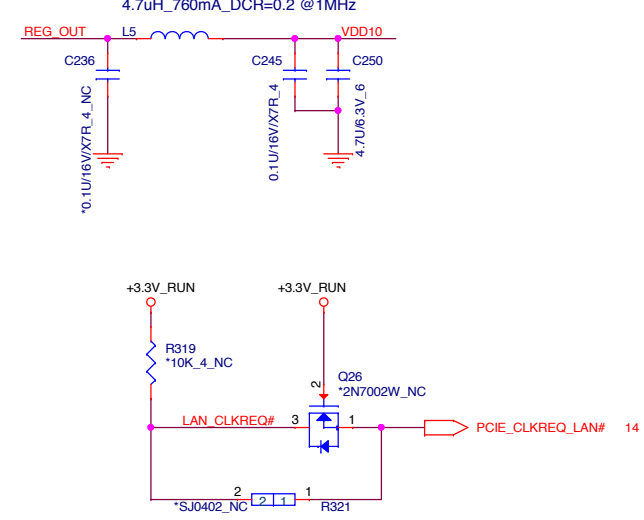 4.7uH_760mA_DCR=0.2 @1MHz
REG_OUT L5 VDD10
C236 C245 C250
*0.1U/16V/X7R_4_NC
0.1U/16V/X7R_4
4.7U/6.3V_6
+3.3V_RUN +3.3V_RUN
R319
*10K_4_NC
2
Q26
*2N7002W_NC
LAN_CLKREQ# 3 1 PCIE_CLKREQ_LAN# 14
2 2 1 1
*SJ0402_NC R321